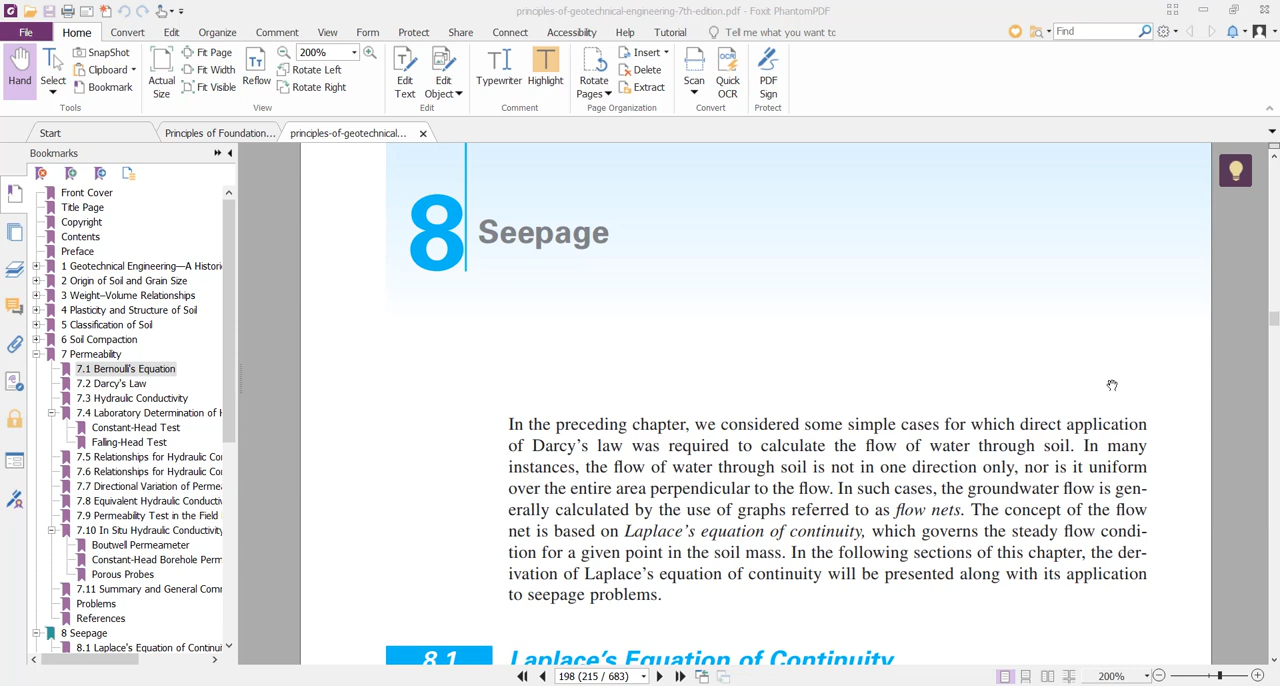 principles-of-geotechnical-engineering-7th-edition.pdf - Foxit PhantomPDF
File Home Convert Edit Organize Comment View Form Protect Share Connect Accessibility Help Tutorial Tell me what you want to Find
Hand
Select
SnapShot
Clipboard
Bookmark
Tools
Actual
Size
Fit Page
Fit Width
Fit Visible
Reflow
200%
Rotate Left
Rotate Right
View
Edit
Text
Edit
Object
Edit
Typewriter
Highlight
Comment
Rotate
Pages
Insert
Delete
Extract
Page Organization
Scan
Quick
OCR
Convert
PDF
Sign
Protect
Start
Principles of Foundation...
principles-of-geotechnical...
Bookmarks
Front Cover
Title Page
Copyright
Contents
Preface
1 Geotechnical Engineering—A Histori
2 Origin of Soil and Grain Size
3 Weight–Volume Relationships
4 Plasticity and Structure of Soil
5 Classification of Soil
6 Soil Compaction
7 Permeability
7.1 Bernoulli's Equation
7.2 Darcy's Law
7.3 Hydraulic Conductivity
7.4 Laboratory Determination of H
Constant-Head Test
Falling-Head Test
7.5 Relationships for Hydraulic Co
7.6 Relationships for Hydraulic Co
7.7 Directional Variation of Perme
7.8 Equivalent Hydraulic Conductiv
7.9 Permeability Test in the Field
7.10 In Situ Hydraulic Conductivity
Boutwell Permeameter
Constant-Head Borehole Perm
Porous Probes
7.11 Summary and General Comm
Problems
References
8 Seepage
8.1 Laplace's Equation of Continui
8 Seepage
In the preceding chapter, we considered some simple cases for which direct application
of Darcy's law was required to calculate the flow of water through soil. In many
instances, the flow of water through soil is not in one direction only, nor is it uniform
over the entire area perpendicular to the flow. In such cases, the groundwater flow is gen-
erally calculated by the use of graphs referred to as flow nets. The concept of the flow
net is based on Laplace's equation of continuity, which governs the steady flow condi-
tion for a given point in the soil mass. In the following sections of this chapter, the der-
ivation of Laplace's equation of continuity will be presented along with its application
to seepage problems.
8.1 Laplace's Equation of Continuity
198 (215 / 683)
200%